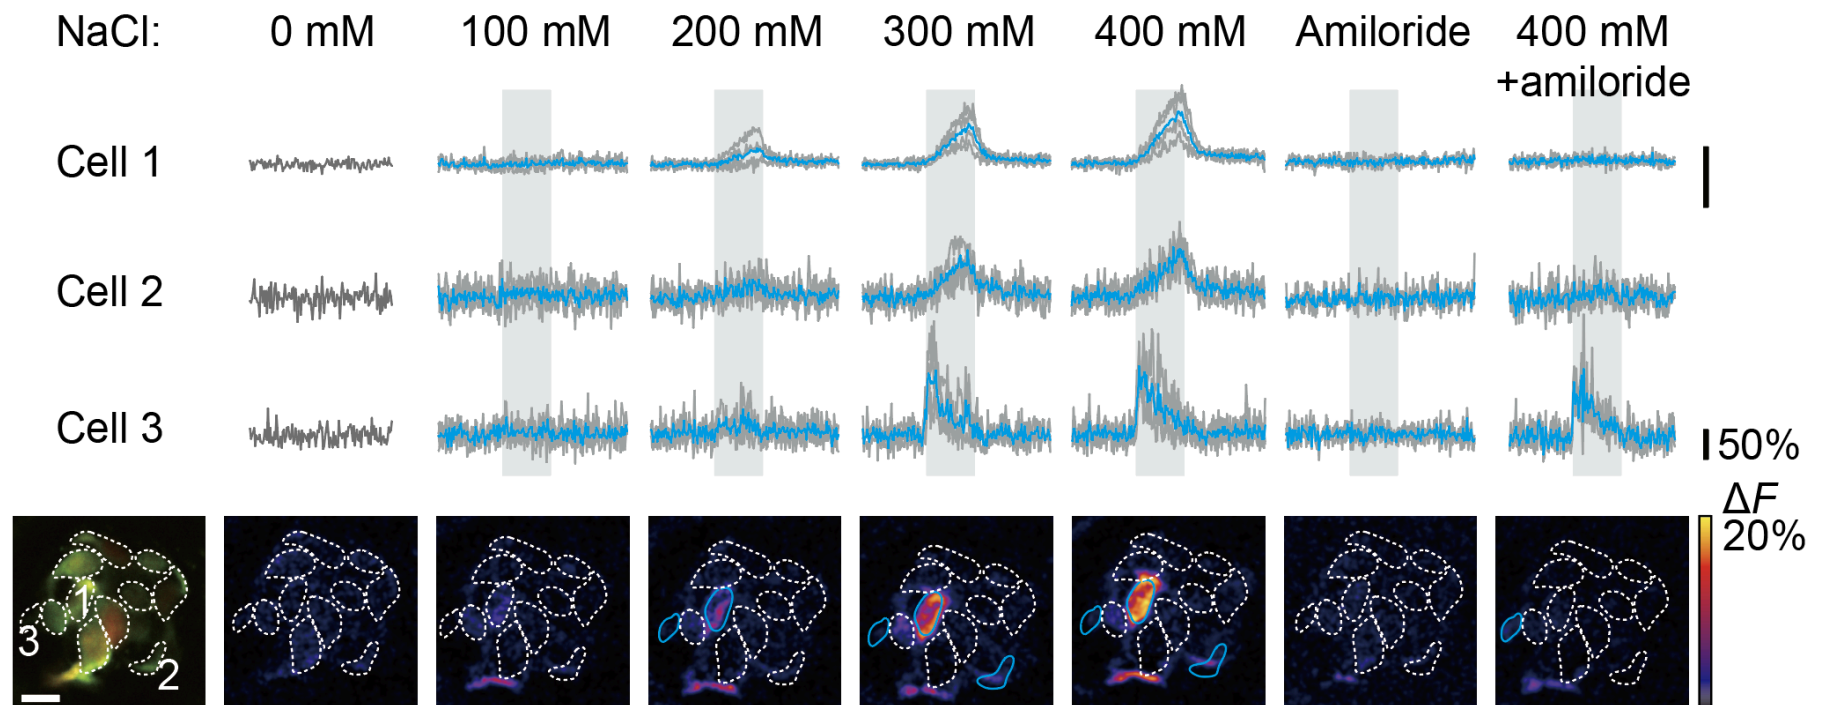 NaCl: 0 mM 100 mM 200 mM 300 mM 400 mM Amiloride 400 mM
+amiloride
Cell 1
Cell 2
Cell 3
50%
ΔF
20%
1
3
2